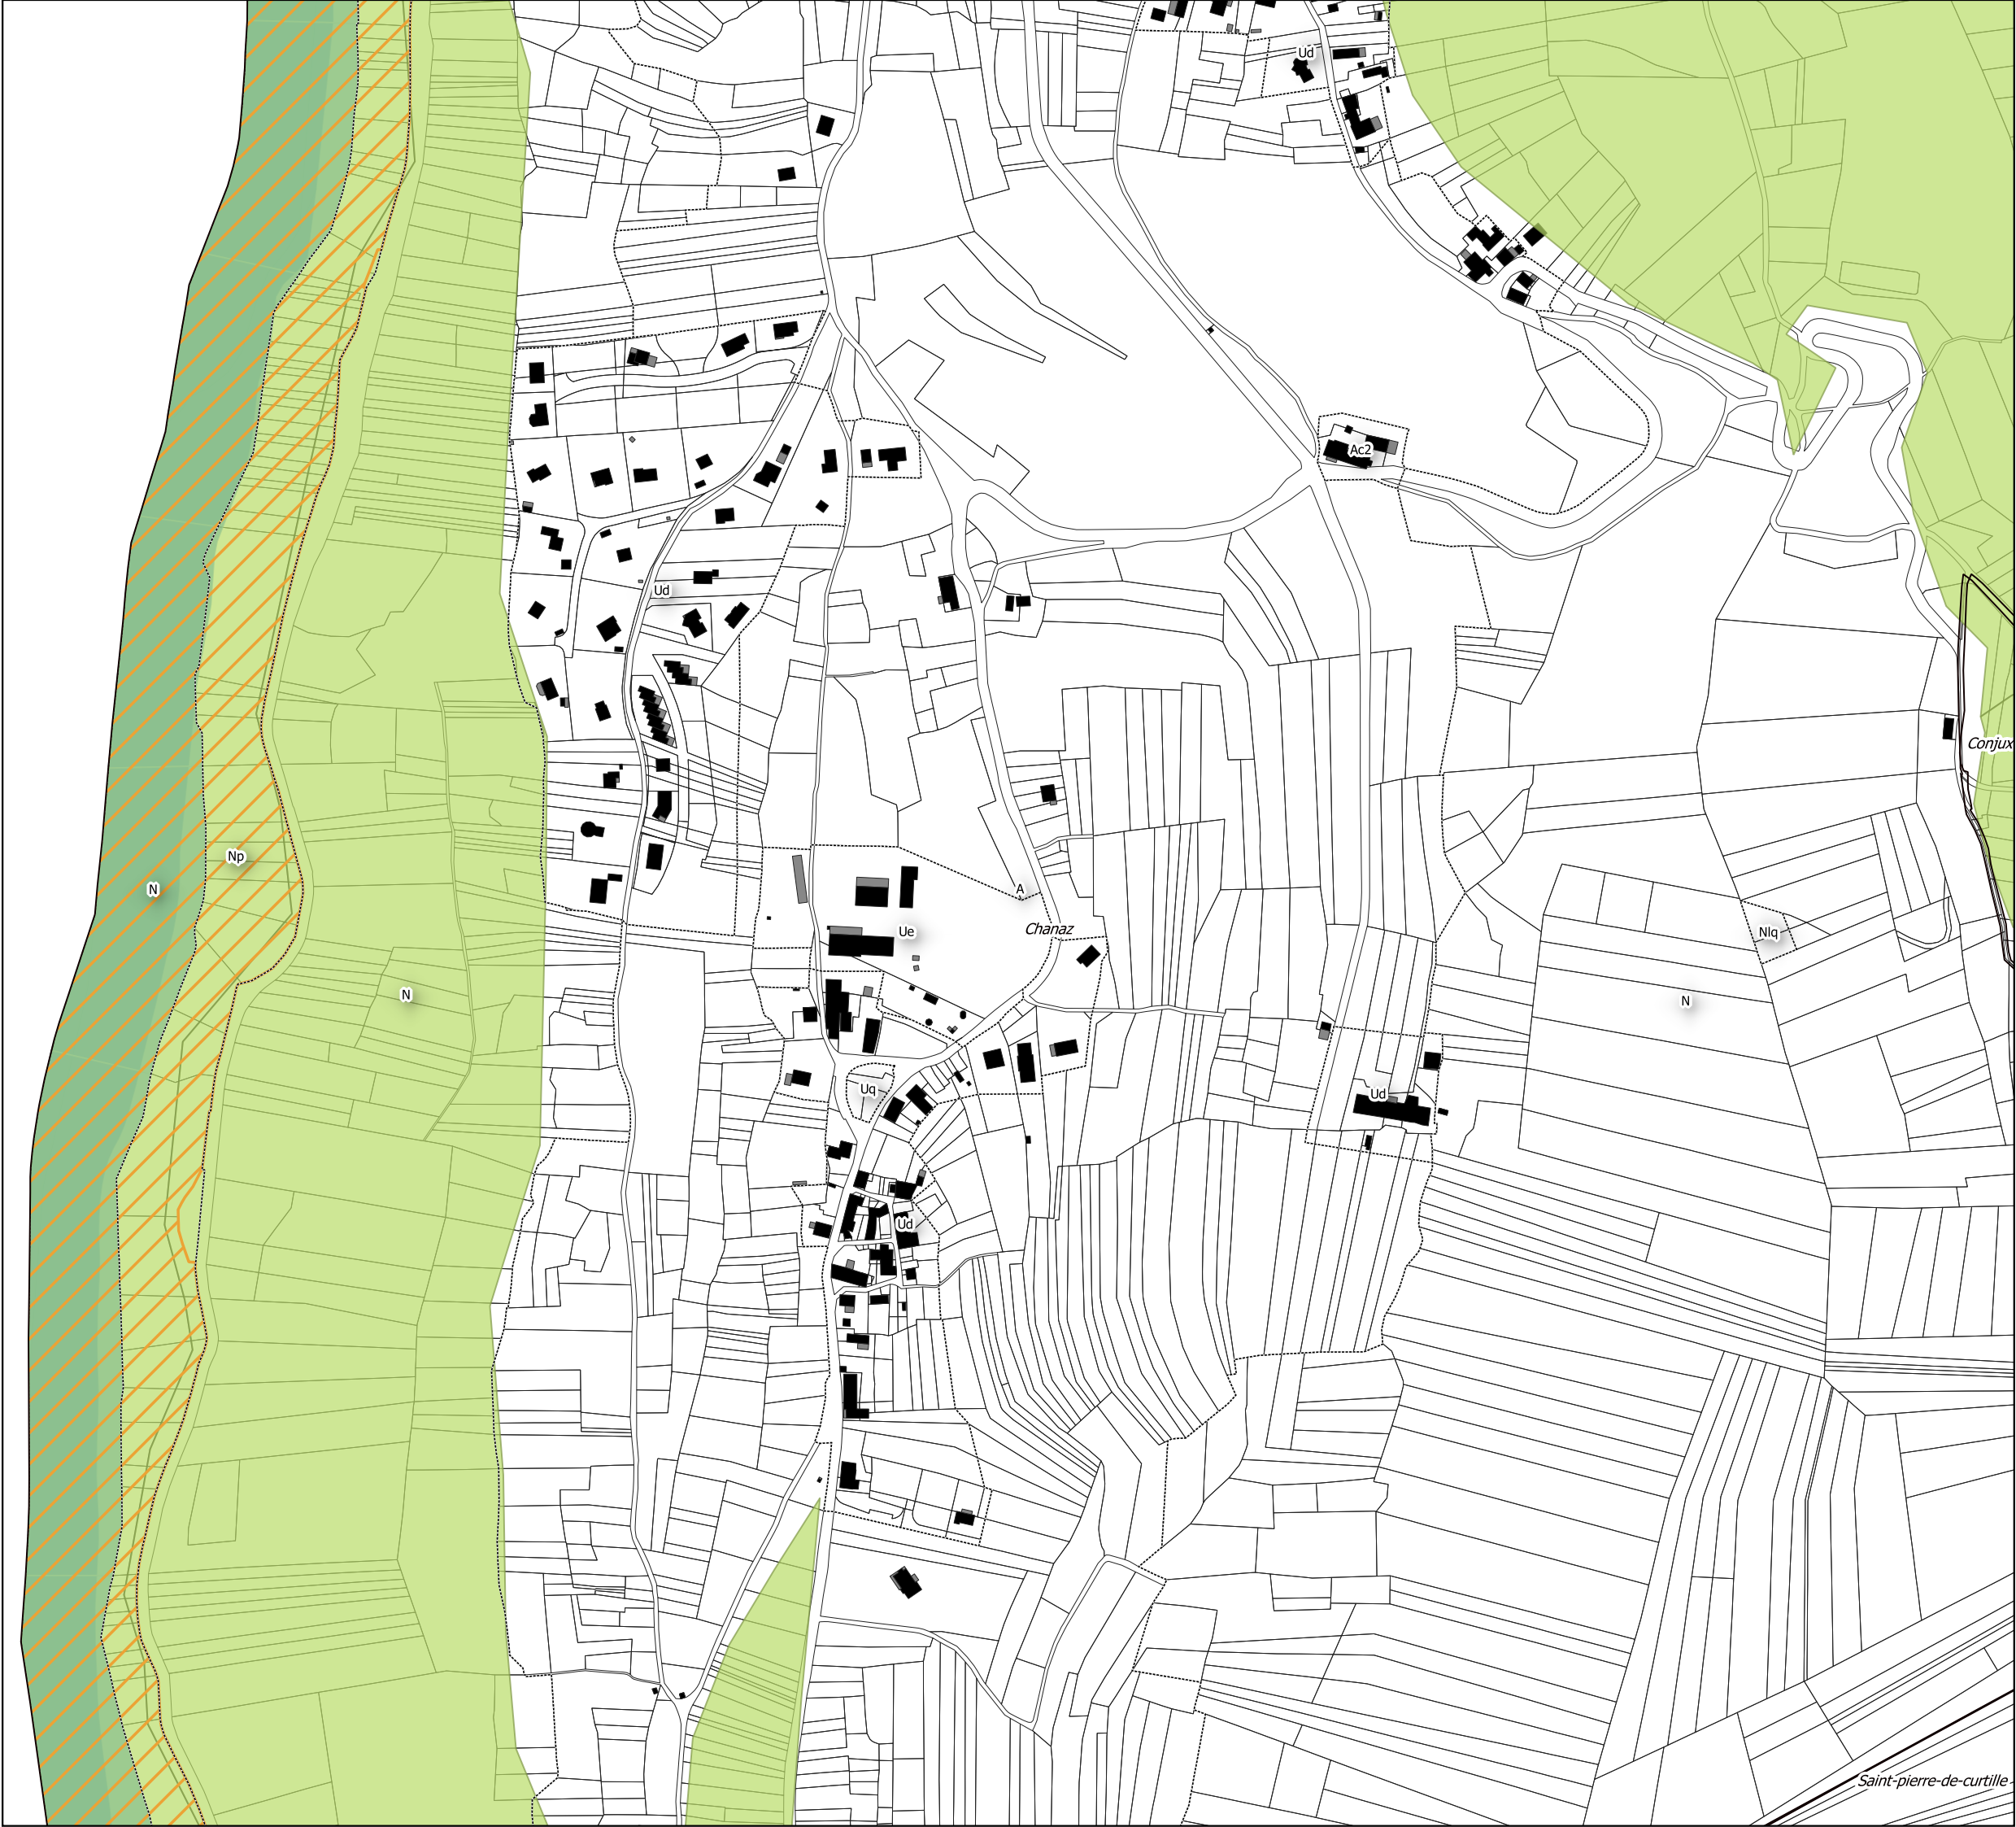 Ud
Ac2
Ud
Conjux
Np
N
A
Chanaz
Ue
Nlq
N
N
Uq
Ud
Ud
Saint-pierre-de-curtille